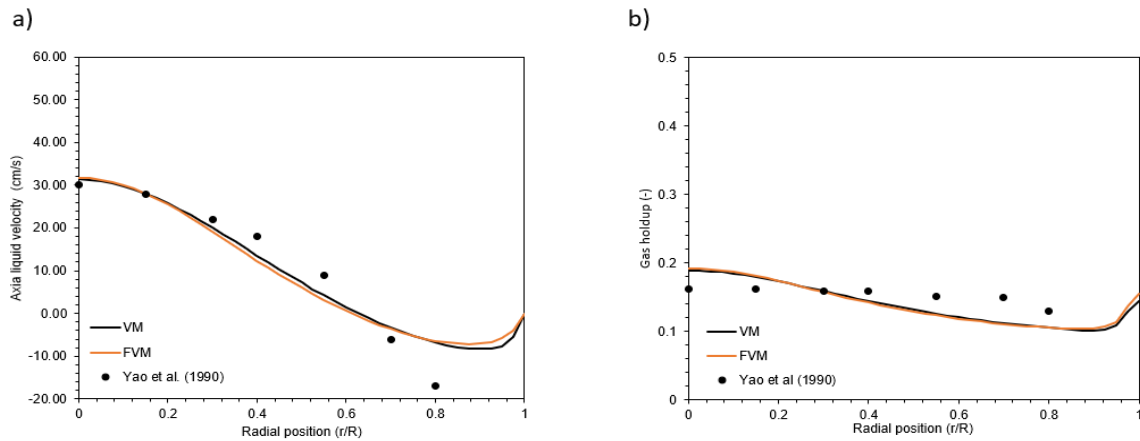 a)
60.00
50.00
40.00
30.00
20.00
10.00
0.00
-10.00
-20.00
Axia liquid velocity (cm/s)
VM
FVM
Yao et al. (1990)
0
0.2
0.4
0.6
0.8
1
Radial position (r/R)
b)
0.5
0.4
0.3
0.2
0.1
0
Gas holdup (-)
VM
FVM
Yao et al (1990)
0
0.2
0.4
0.6
0.8
1
Radial position (r/R)